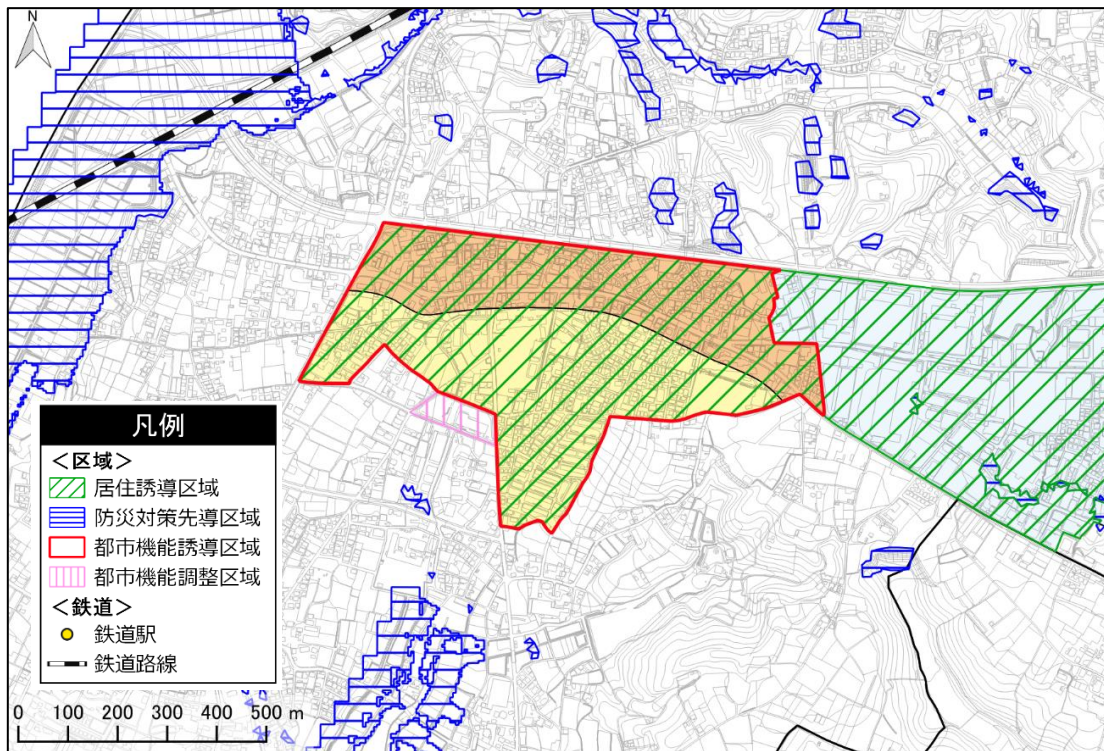 N
凡例
<区域>
居住誘導区域
防災対策先導区域
都市機能誘導区域
都市機能調整区域
<鉄道>
鉄道駅
鉄道路線
0 100 200 300 400 500 m